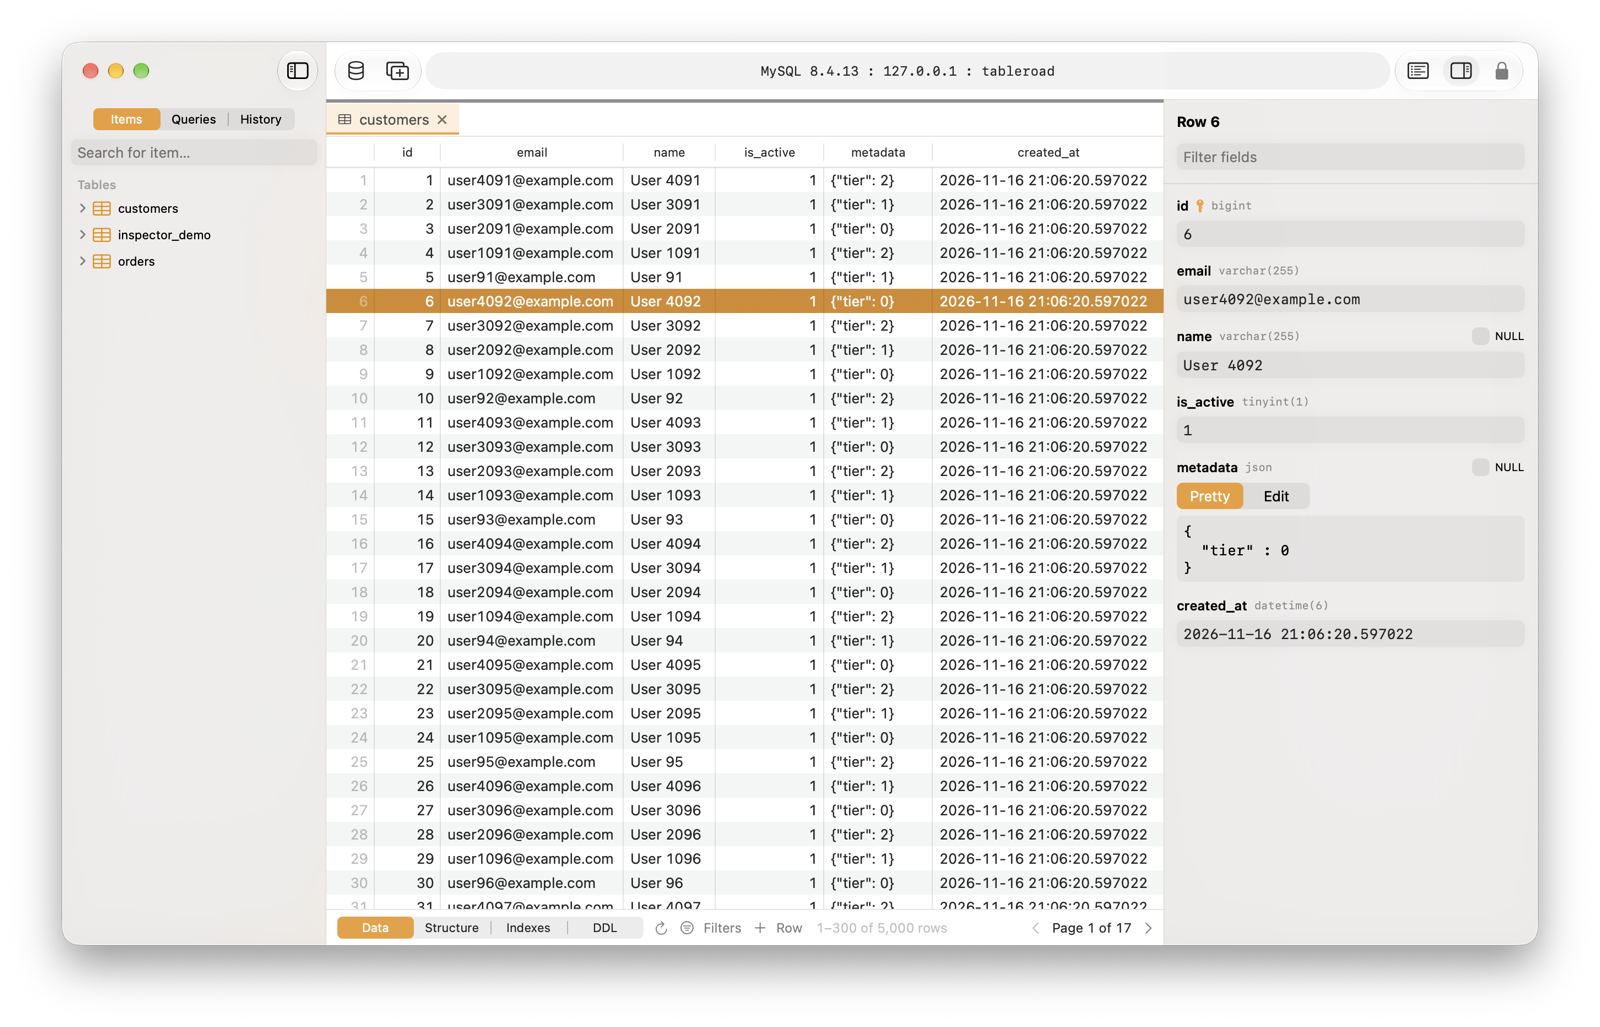 MySQL 8.4.13 : 127.0.0.1 : tableroad
Items Queries History
Search for item...
Tables
customers
inspector_demo
orders
customers
id email name is_active metadata created_at
1 1 user4091@example.com User 4091 1 {"tier": 2} 2026-11-16 21:06:20.597022
2 2 user3091@example.com User 3091 1 {"tier": 1} 2026-11-16 21:06:20.597022
3 3 user2091@example.com User 2091 1 {"tier": 0} 2026-11-16 21:06:20.597022
4 4 user1091@example.com User 1091 1 {"tier": 2} 2026-11-16 21:06:20.597022
5 5 user91@example.com User 91 1 {"tier": 1} 2026-11-16 21:06:20.597022
6 6 user4092@example.com User 4092 1 {"tier": 0} 2026-11-16 21:06:20.597022
7 7 user3092@example.com User 3092 1 {"tier": 2} 2026-11-16 21:06:20.597022
8 8 user2092@example.com User 2092 1 {"tier": 1} 2026-11-16 21:06:20.597022
9 9 user1092@example.com User 1092 1 {"tier": 0} 2026-11-16 21:06:20.597022
10 10 user92@example.com User 92 1 {"tier": 2} 2026-11-16 21:06:20.597022
11 11 user4093@example.com User 4093 1 {"tier": 1} 2026-11-16 21:06:20.597022
12 12 user3093@example.com User 3093 1 {"tier": 0} 2026-11-16 21:06:20.597022
13 13 user2093@example.com User 2093 1 {"tier": 2} 2026-11-16 21:06:20.597022
14 14 user1093@example.com User 1093 1 {"tier": 1} 2026-11-16 21:06:20.597022
15 15 user93@example.com User 93 1 {"tier": 0} 2026-11-16 21:06:20.597022
16 16 user4094@example.com User 4094 1 {"tier": 2} 2026-11-16 21:06:20.597022
17 17 user3094@example.com User 3094 1 {"tier": 1} 2026-11-16 21:06:20.597022
18 18 user2094@example.com User 2094 1 {"tier": 0} 2026-11-16 21:06:20.597022
19 19 user1094@example.com User 1094 1 {"tier": 2} 2026-11-16 21:06:20.597022
20 20 user94@example.com User 94 1 {"tier": 1} 2026-11-16 21:06:20.597022
21 21 user4095@example.com User 4095 1 {"tier": 0} 2026-11-16 21:06:20.597022
22 22 user3095@example.com User 3095 1 {"tier": 2} 2026-11-16 21:06:20.597022
23 23 user2095@example.com User 2095 1 {"tier": 1} 2026-11-16 21:06:20.597022
24 24 user1095@example.com User 1095 1 {"tier": 0} 2026-11-16 21:06:20.597022
25 25 user95@example.com User 95 1 {"tier": 2} 2026-11-16 21:06:20.597022
26 26 user4096@example.com User 4096 1 {"tier": 1} 2026-11-16 21:06:20.597022
27 27 user3096@example.com User 3096 1 {"tier": 0} 2026-11-16 21:06:20.597022
28 28 user2096@example.com User 2096 1 {"tier": 2} 2026-11-16 21:06:20.597022
29 29 user1096@example.com User 1096 1 {"tier": 1} 2026-11-16 21:06:20.597022
30 30 user96@example.com User 96 1 {"tier": 0} 2026-11-16 21:06:20.597022
31 31 user4097@example.com User 4097 1 {"tier": 2} 2026-11-16 21:06:20.597022
Data Structure Indexes DDL Filters + Row 1–300 of 5,000 rows Page 1 of 17
Row 6
Filter fields
id bigint
6
email varchar(255)
user4092@example.com
name varchar(255) NULL
User 4092
is_active tinyint(1)
1
metadata json NULL
Pretty Edit
{
"tier" : 0
}
created_at datetime(6)
2026-11-16 21:06:20.597022